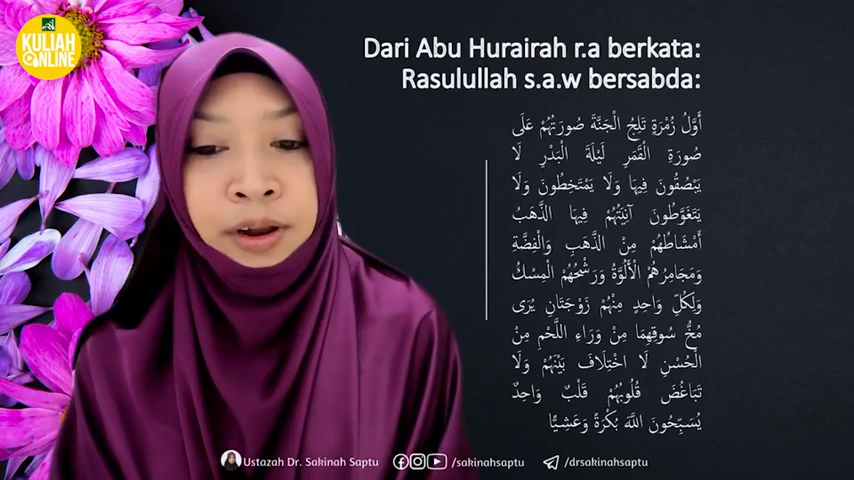 KULIAH
ONLINE
Dari Abu Hurairah r.a berkata:
Rasulullah s.a.w bersabda:
أَوَّلُ زُمْرَةٍ تَلِجُ الْجَنَّةَ صُورَتُهُمْ عَلَى
صُورَةِ الْقَمَرِ لَيْلَةَ الْبَدْرِ لَا
يَبْصُقُونَ فِيهَا وَلَا يَمْتَخِطُونَ وَلَا
يَتَغَوَّطُونَ آنِيَتُهُمْ فِيهَا الذَّهَبُ
أَمْشَاطُهُمْ مِنْ الذَّهَبِ وَالْفِضَّةِ
وَمَجَامِرُهُمْ الْأَلُوَّةُ وَرَشْحُهُمْ الْمِسْكُ
وَلِكُلِّ وَاحِدٍ مِنْهُمْ زَوْجَتَانِ يُرَى
مُخُّ سُوقِهِمَا مِنْ وَرَاءِ اللَّحْمِ مِنْ
الْحُسْنِ لَا اخْتِلَافَ بَيْنَهُمْ وَلَا
تَبَاغُضَ قُلُوبُهُمْ قَلْبٌ وَاحِدٌ
يُسَبِّحُونَ اللَّهَ بُكْرَةً وَعَشِيًّا
Ustazah Dr. Sakinah Saptu /sakinahsaptu /drsakinahsaptu